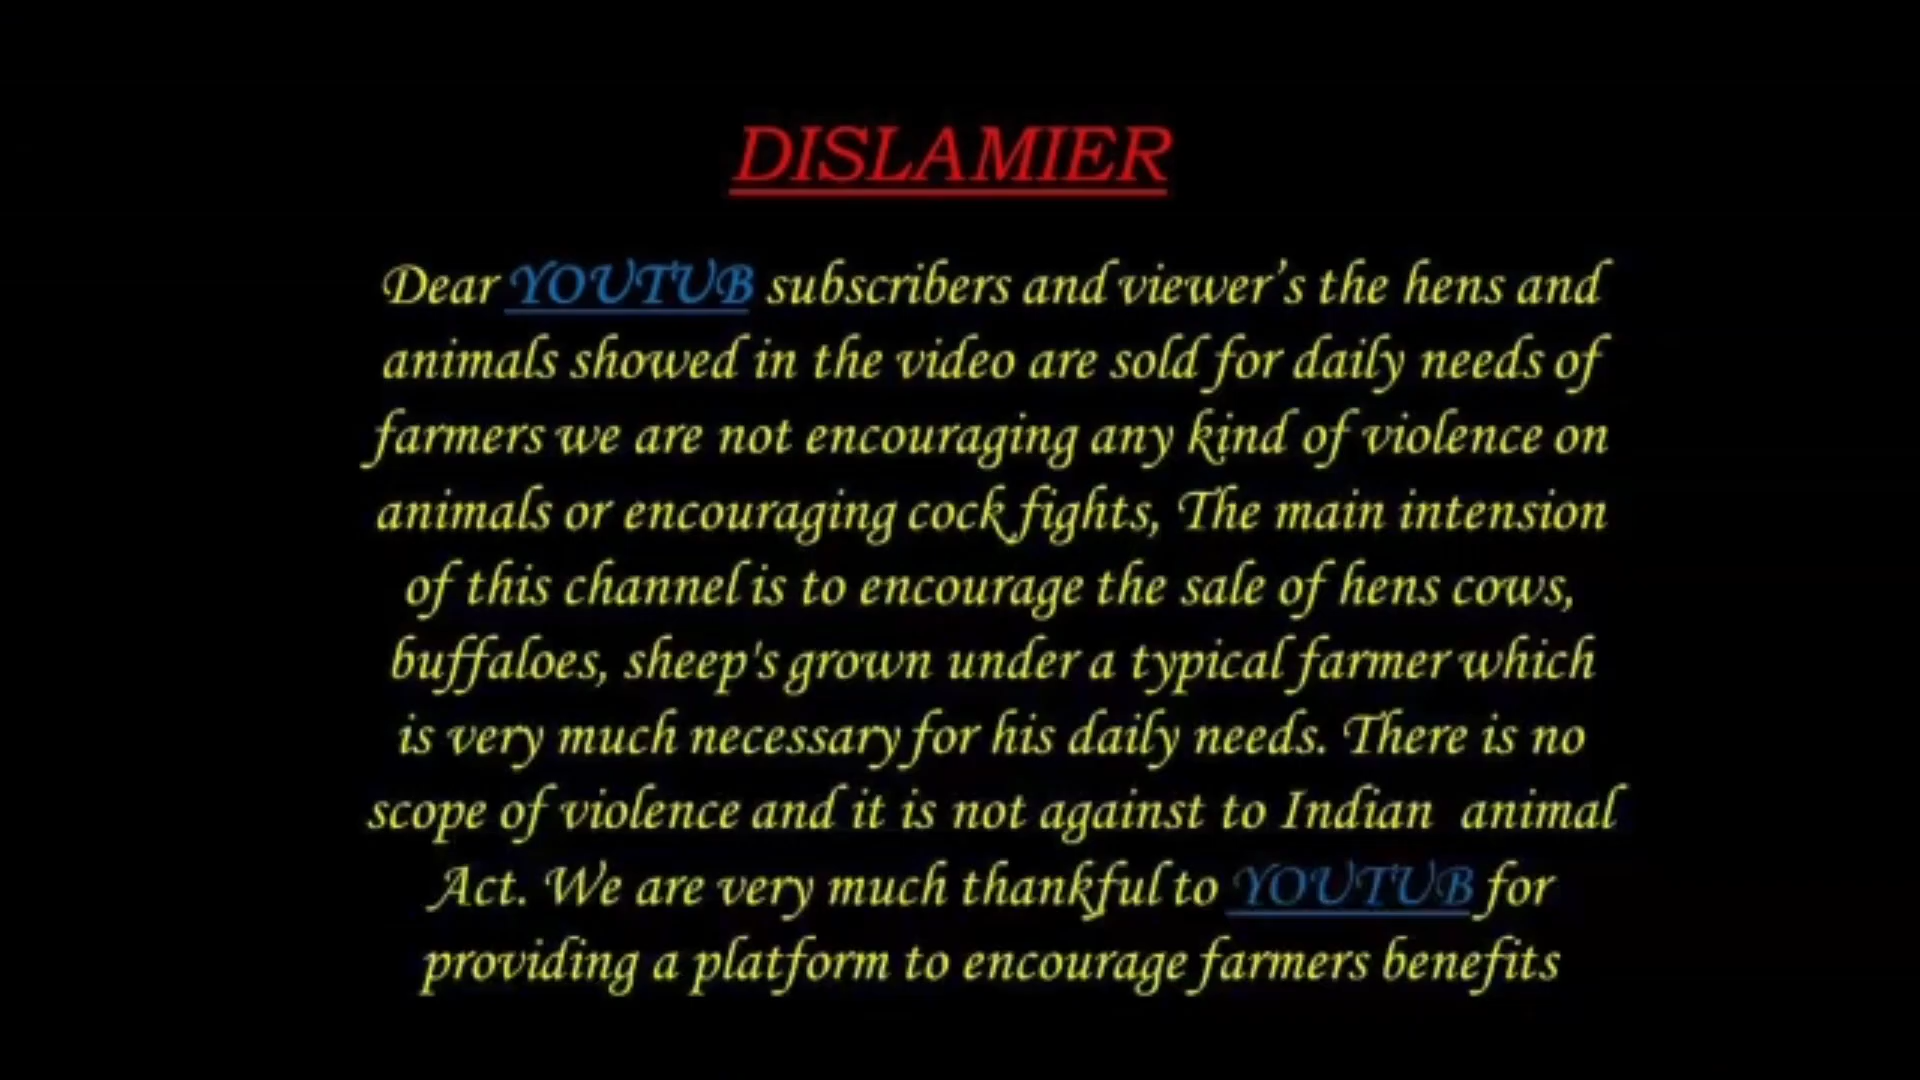 DISLAMIER
Dear YOUTUB subscribers and viewer’s the hens and
animals showed in the video are sold for daily needs of
farmers we are not encouraging any kind of violence on
animals or encouraging cock fights, The main intension
of this channel is to encourage the sale of hens cows,
buffaloes, sheep's grown under a typical farmer which
is very much necessary for his daily needs. There is no
scope of violence and it is not against to Indian animal
Act. We are very much thankful to YOUTUB for
providing a platform to encourage farmers benefits